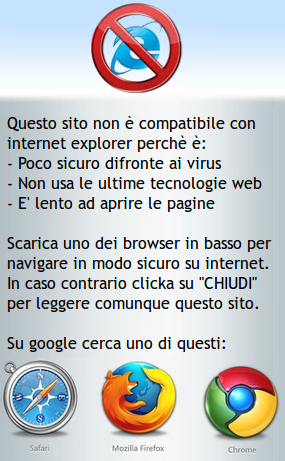 Questo sito non è compatibile con
internet explorer perchè è:
- Poco sicuro difronte ai virus
- Non usa le ultime tecnologie web
- E' lento ad aprire le pagine
Scarica uno dei browser in basso per
navigare in modo sicuro su internet.
In caso contrario clicka su "CHIUDI"
per leggere comunque questo sito.
Su google cerca uno di questi:
Safari Mozilla Firefox Chrome